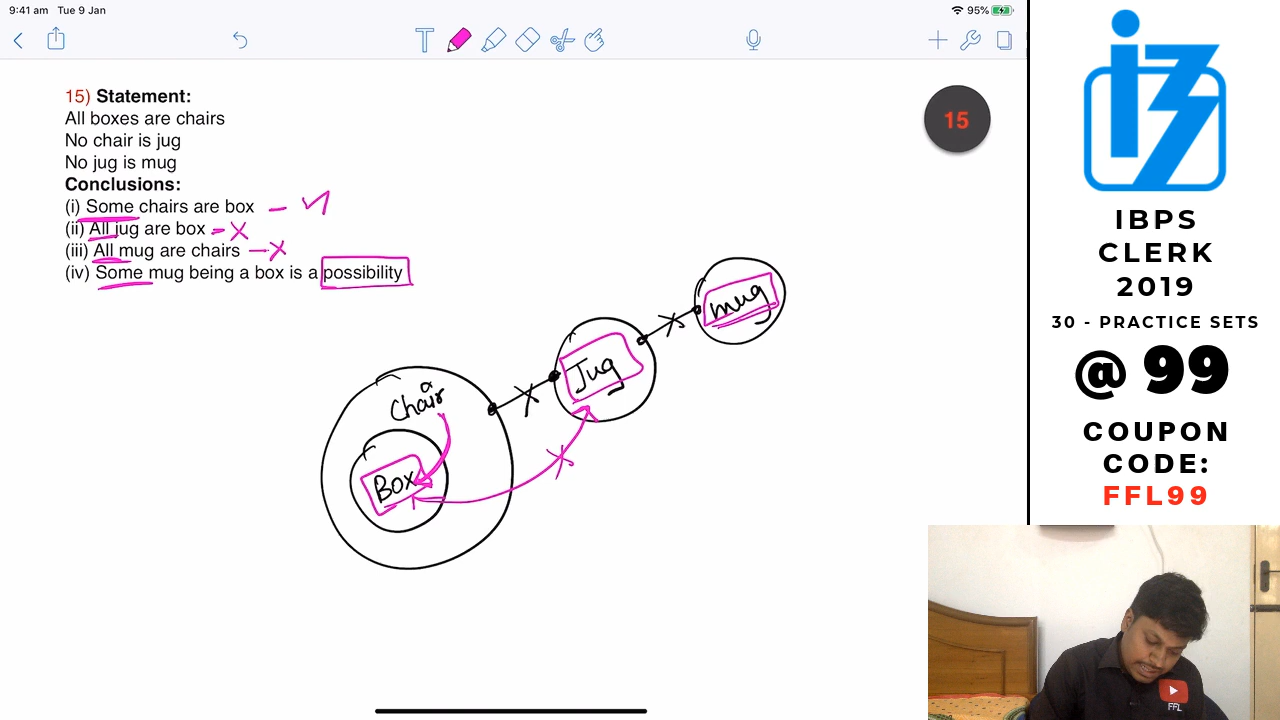 9:41 am Tue 9 Jan
95%
15) Statement:
All boxes are chairs
No chair is jug
No jug is mug
Conclusions:
(i) Some chairs are box
(ii) All jug are box
(iii) All mug are chairs
(iv) Some mug being a box is a possibility
15
mug
Jug
Chair
Box
IBPS
CLERK
2019
30 - PRACTICE SETS
@ 99
COUPON
CODE:
FFL99
FFL